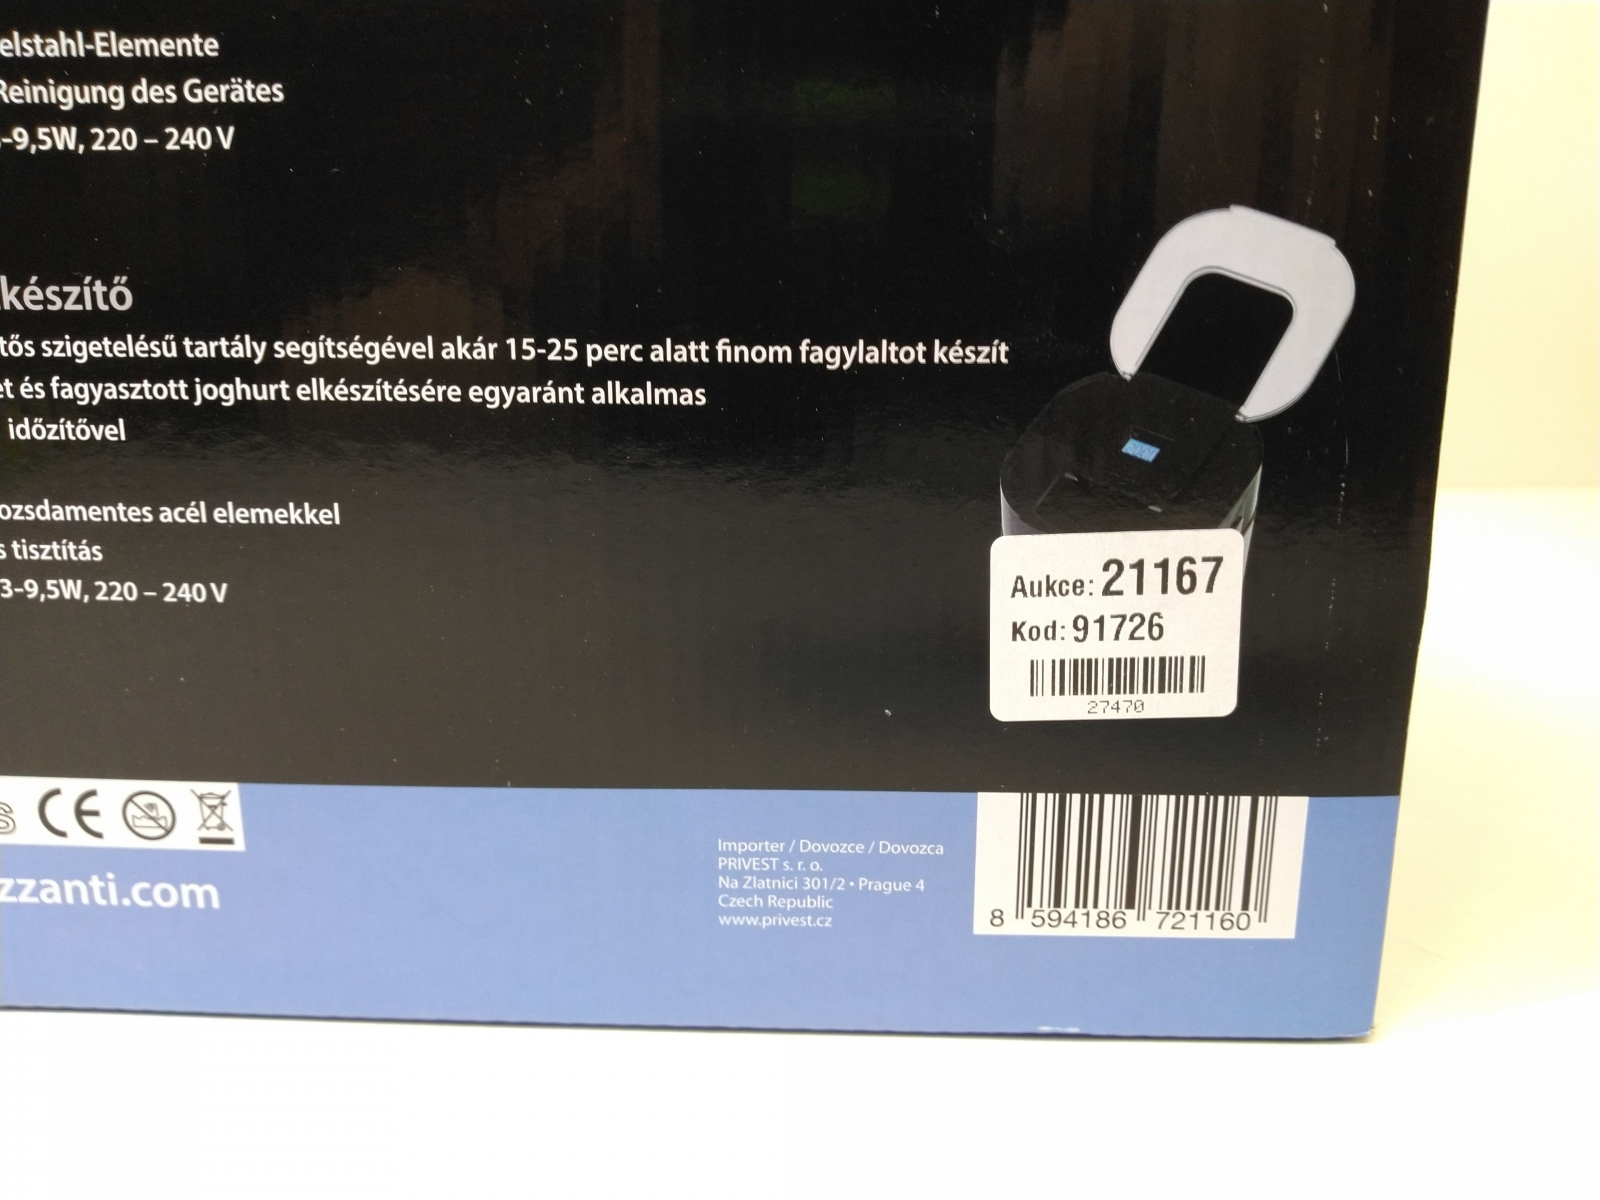 elstahl-Elemente
Reinigung des Gerätes
-9,5W, 220 – 240 V
készítő
tős szigetelésű tartály segítségével akár 15-25 perc alatt finom fagylaltot készít
et és fagyasztott joghurt elkészítésére egyaránt alkalmas
időzítővel
ozsdamentes acél elemekkel
s tisztítás
3-9,5W, 220 – 240 V
Aukce: 21167
Kod: 91726
27470
S CE
zzanti.com
Importer / Dovozce / Dovozca
PRIVEST s. r. o.
Na Zlatnici 301/2 • Prague 4
Czech Republic
www.privest.cz
8 594186 721160